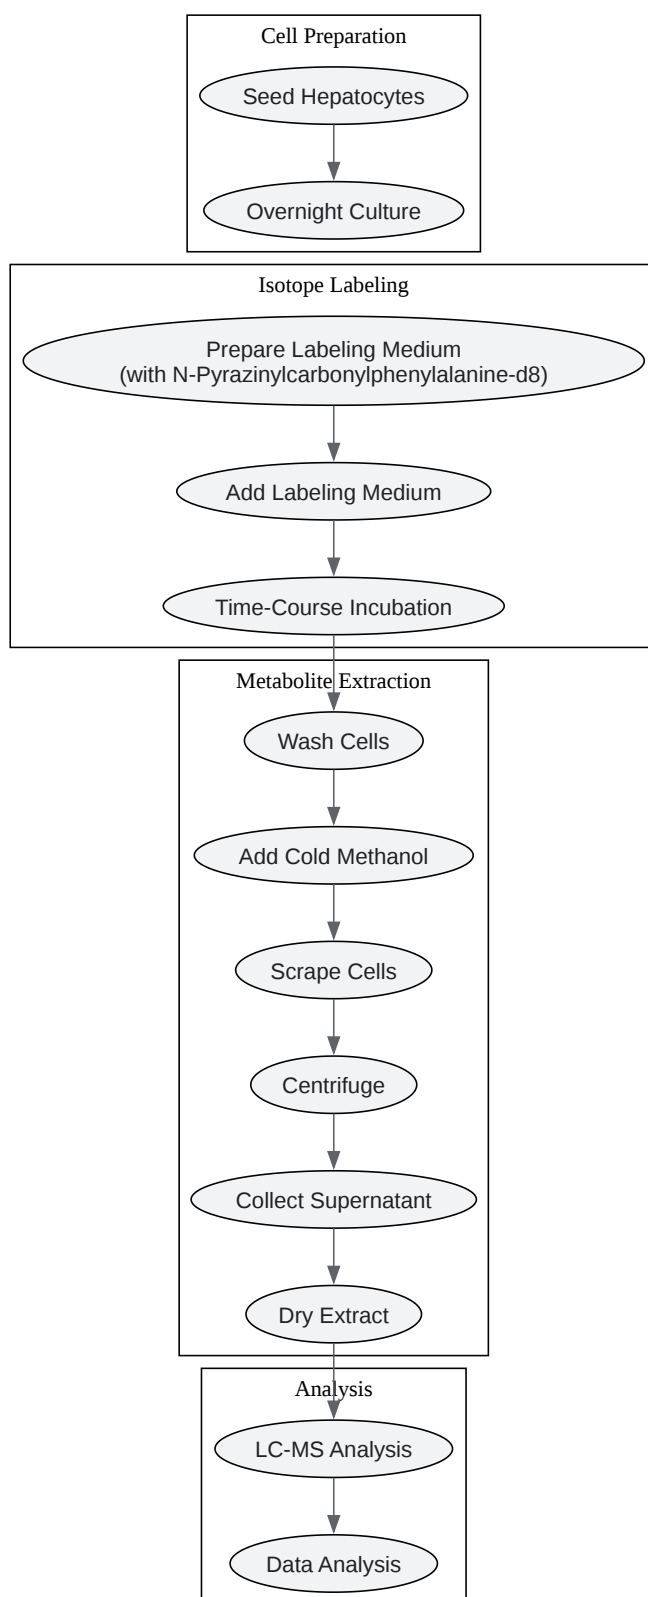 Cell Preparation
Seed Hepatocytes
Overnight Culture
Isotope Labeling
Prepare Labeling Medium
(with N-Pyrazinylcarbonylphenylalanine-d8)
Add Labeling Medium
Time-Course Incubation
Metabolite Extraction
Wash Cells
Add Cold Methanol
Scrape Cells
Centrifuge
Collect Supernatant
Dry Extract
Analysis
LC-MS Analysis
Data Analysis